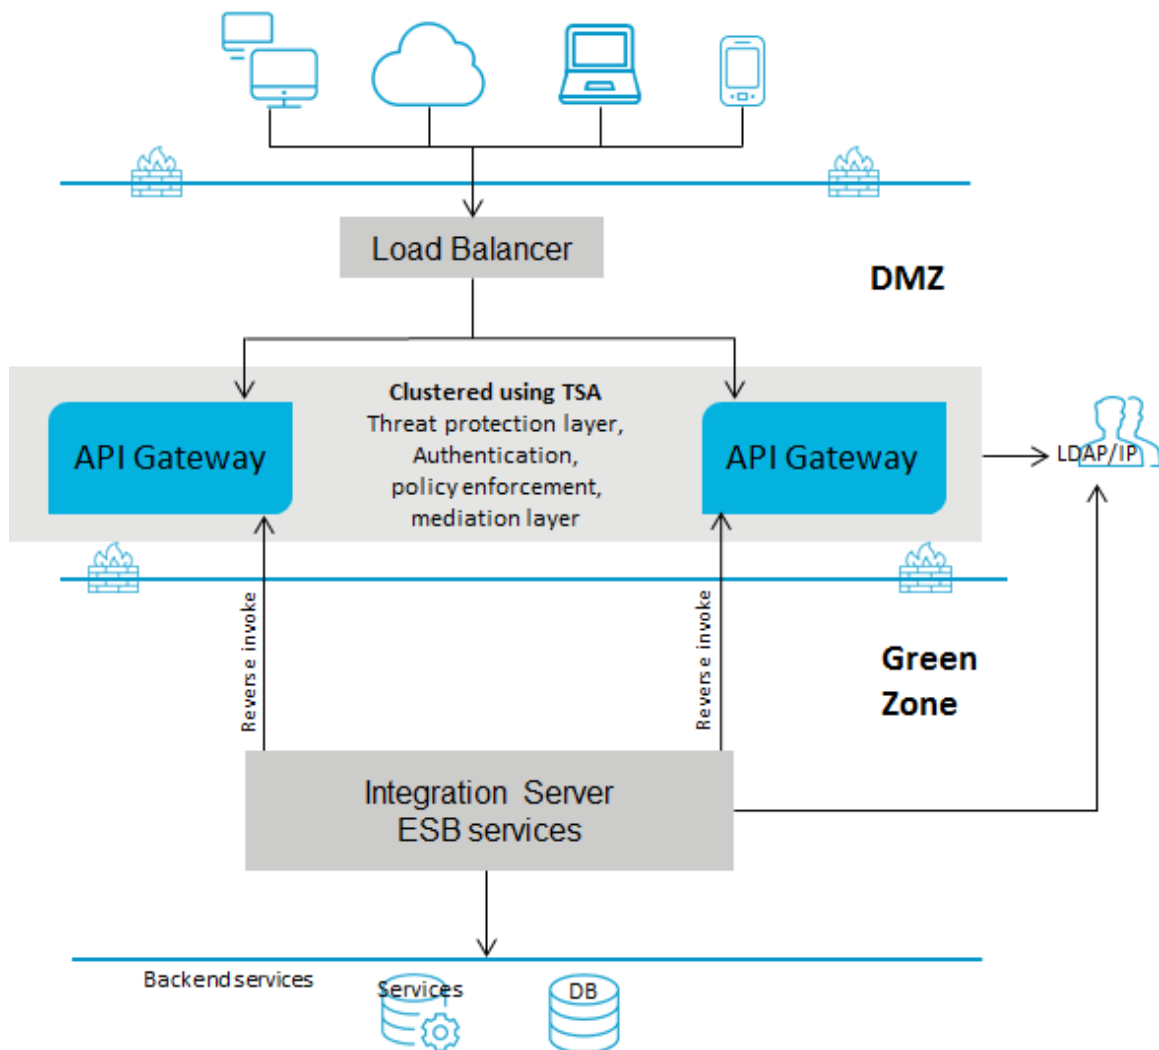 Load Balancer
DMZ
Clustered using TSA
Threat protection layer,
Authentication,
policy enforcement,
mediation layer
API Gateway
API Gateway
LDAP/IP
Reverse invoke
Reverse invoke
Green
Zone
Integration Server
ESB services
Backend services
Services
DB